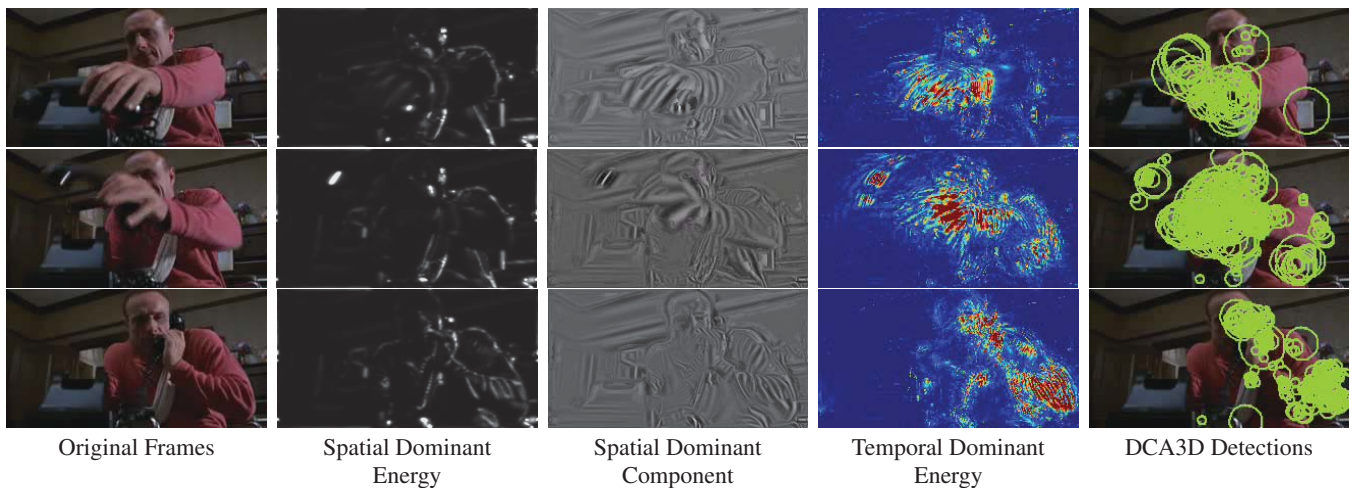 Original Frames
Spatial Dominant
Energy
Spatial Dominant
Component
Temporal Dominant
Energy
DCA3D Detections